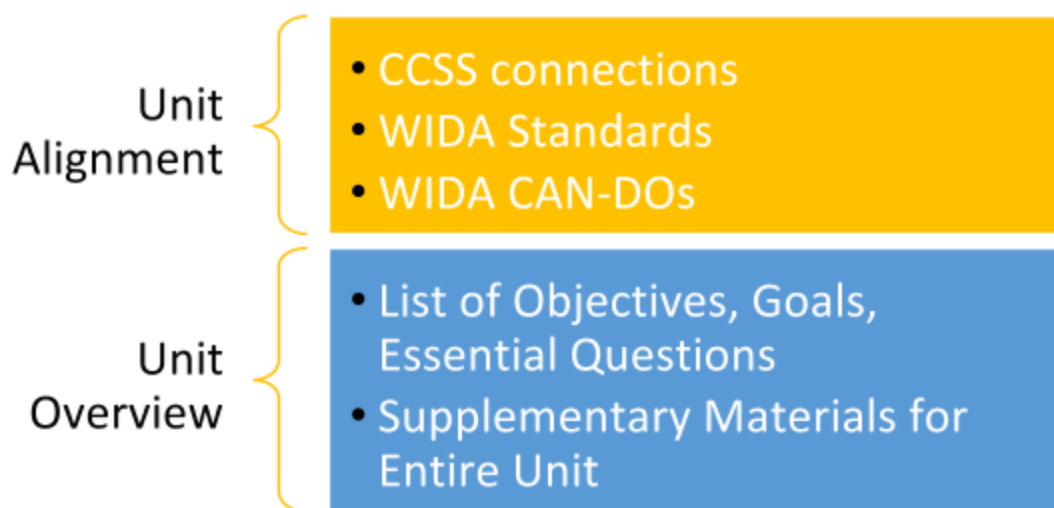 Unit
Alignment
• CCSS connections
• WIDA Standards
• WIDA CAN-DOs
Unit
Overview
• List of Objectives, Goals,
Essential Questions
• Supplementary Materials for
Entire Unit